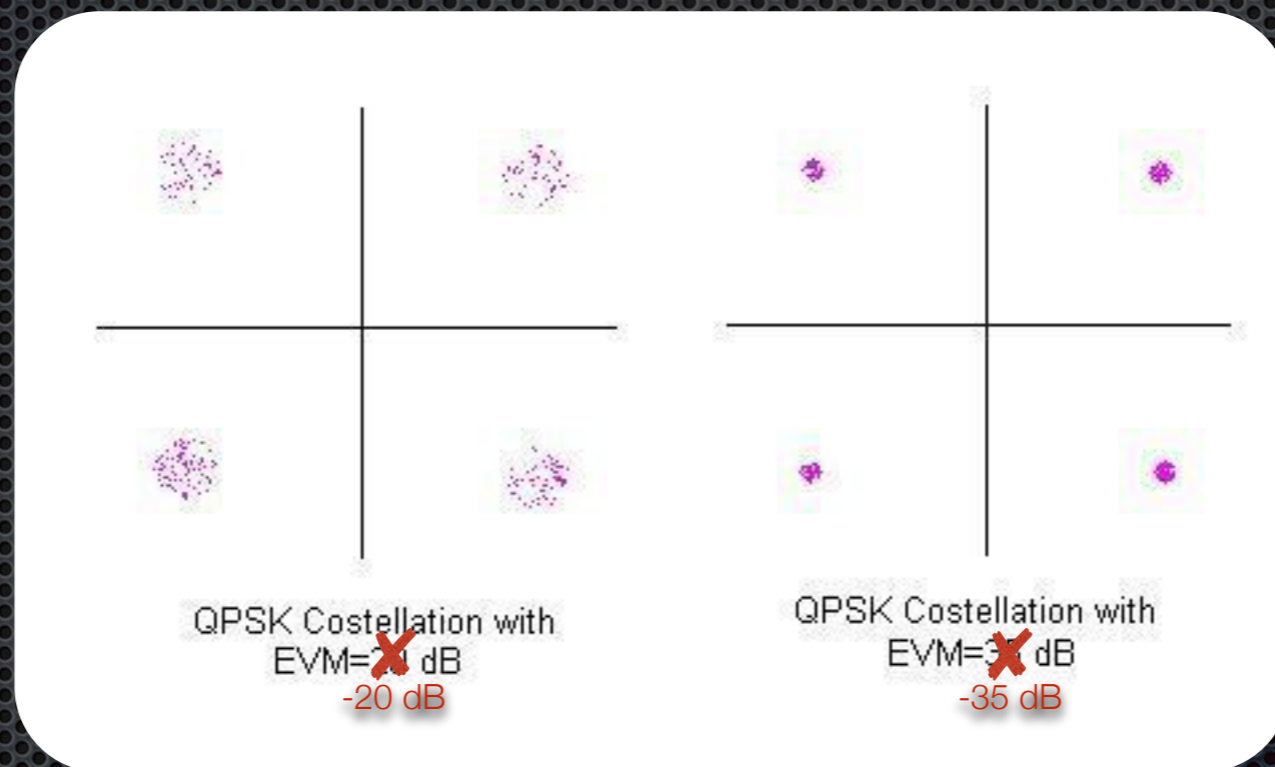 QPSK Costellation with
EVM= dB
-20 dB
QPSK Costellation with
EVM= dB
-35 dB